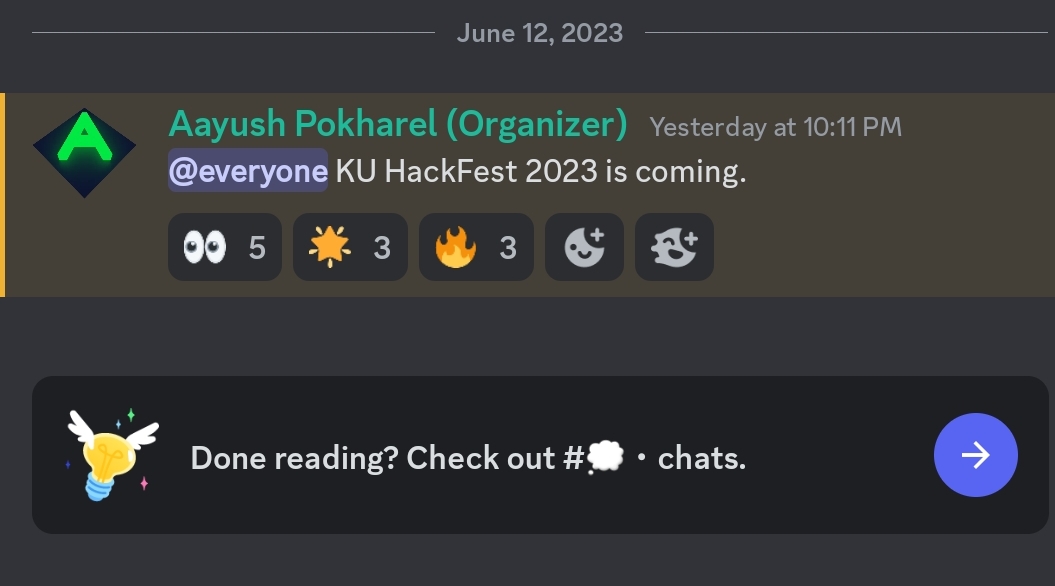 June 12, 2023
Aayush Pokharel (Organizer) Yesterday at 10:11 PM
@everyone KU HackFest 2023 is coming.
👀 5 🌟 3 🔥 3
Done reading? Check out #💭 • chats.